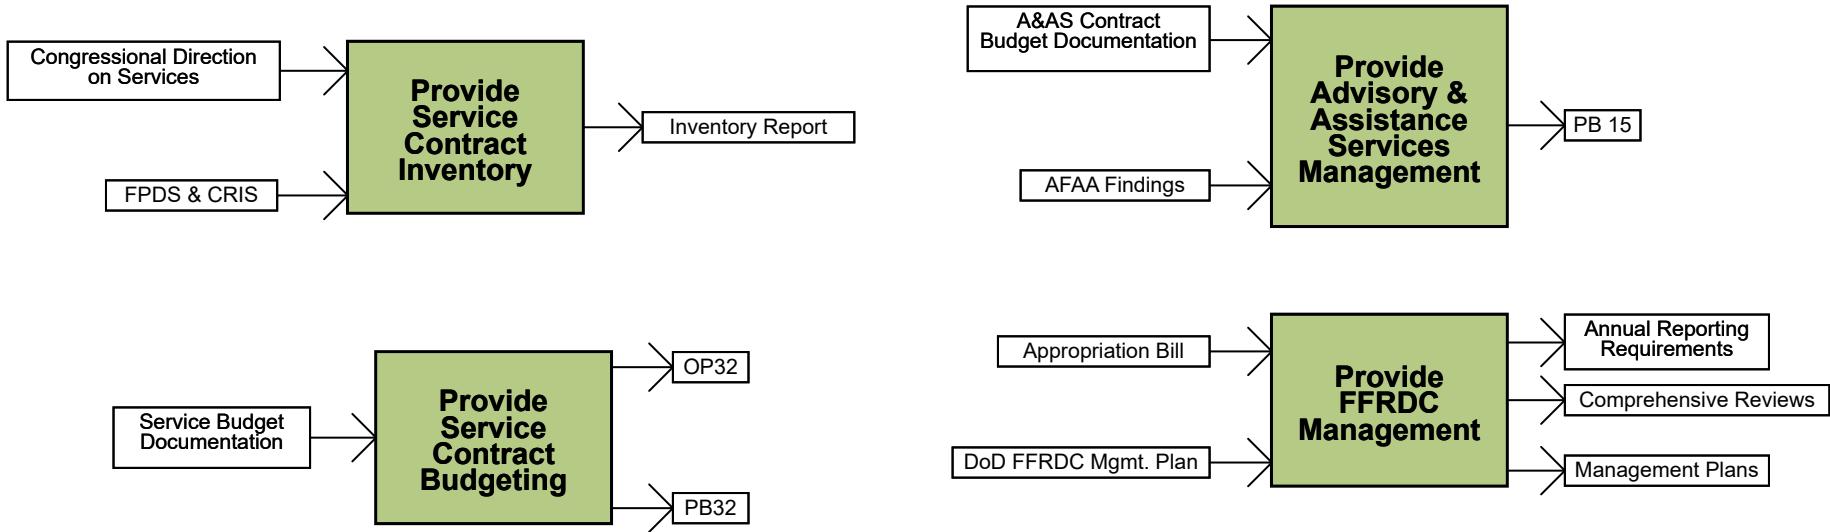 Congressional Direction
on Services
FPDS & CRIS
Provide
Service
Contract
Inventory
Inventory Report
A&AS Contract
Budget Documentation
AFAA Findings
Provide
Advisory &
Assistance
Services
Management
PB 15
Service Budget
Documentation
Provide
Service
Contract
Budgeting
OP32
PB32
Appropriation Bill
DoD FFRDC Mgmt. Plan
Provide
FFRDC
Management
Annual Reporting
Requirements
Comprehensive Reviews
Management Plans